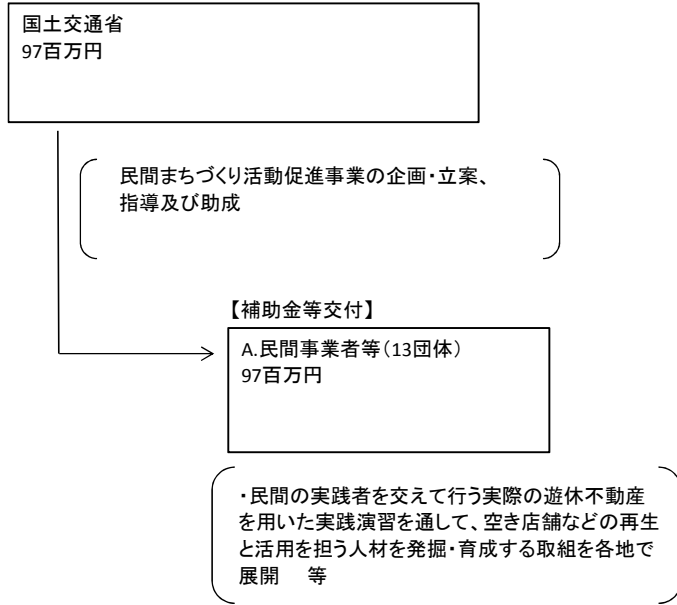 国土交通省
97百万円
民間まちづくり活動促進事業の企画・立案、
指導及び助成
【補助金等交付】
A.民間事業者等(13団体)
97百万円
・民間の実践者を交えて行う実際の遊休不動産
を用いた実践演習を通して、空き店舗などの再生
と活用を担う人材を発掘・育成する取組を各地で
展開　等